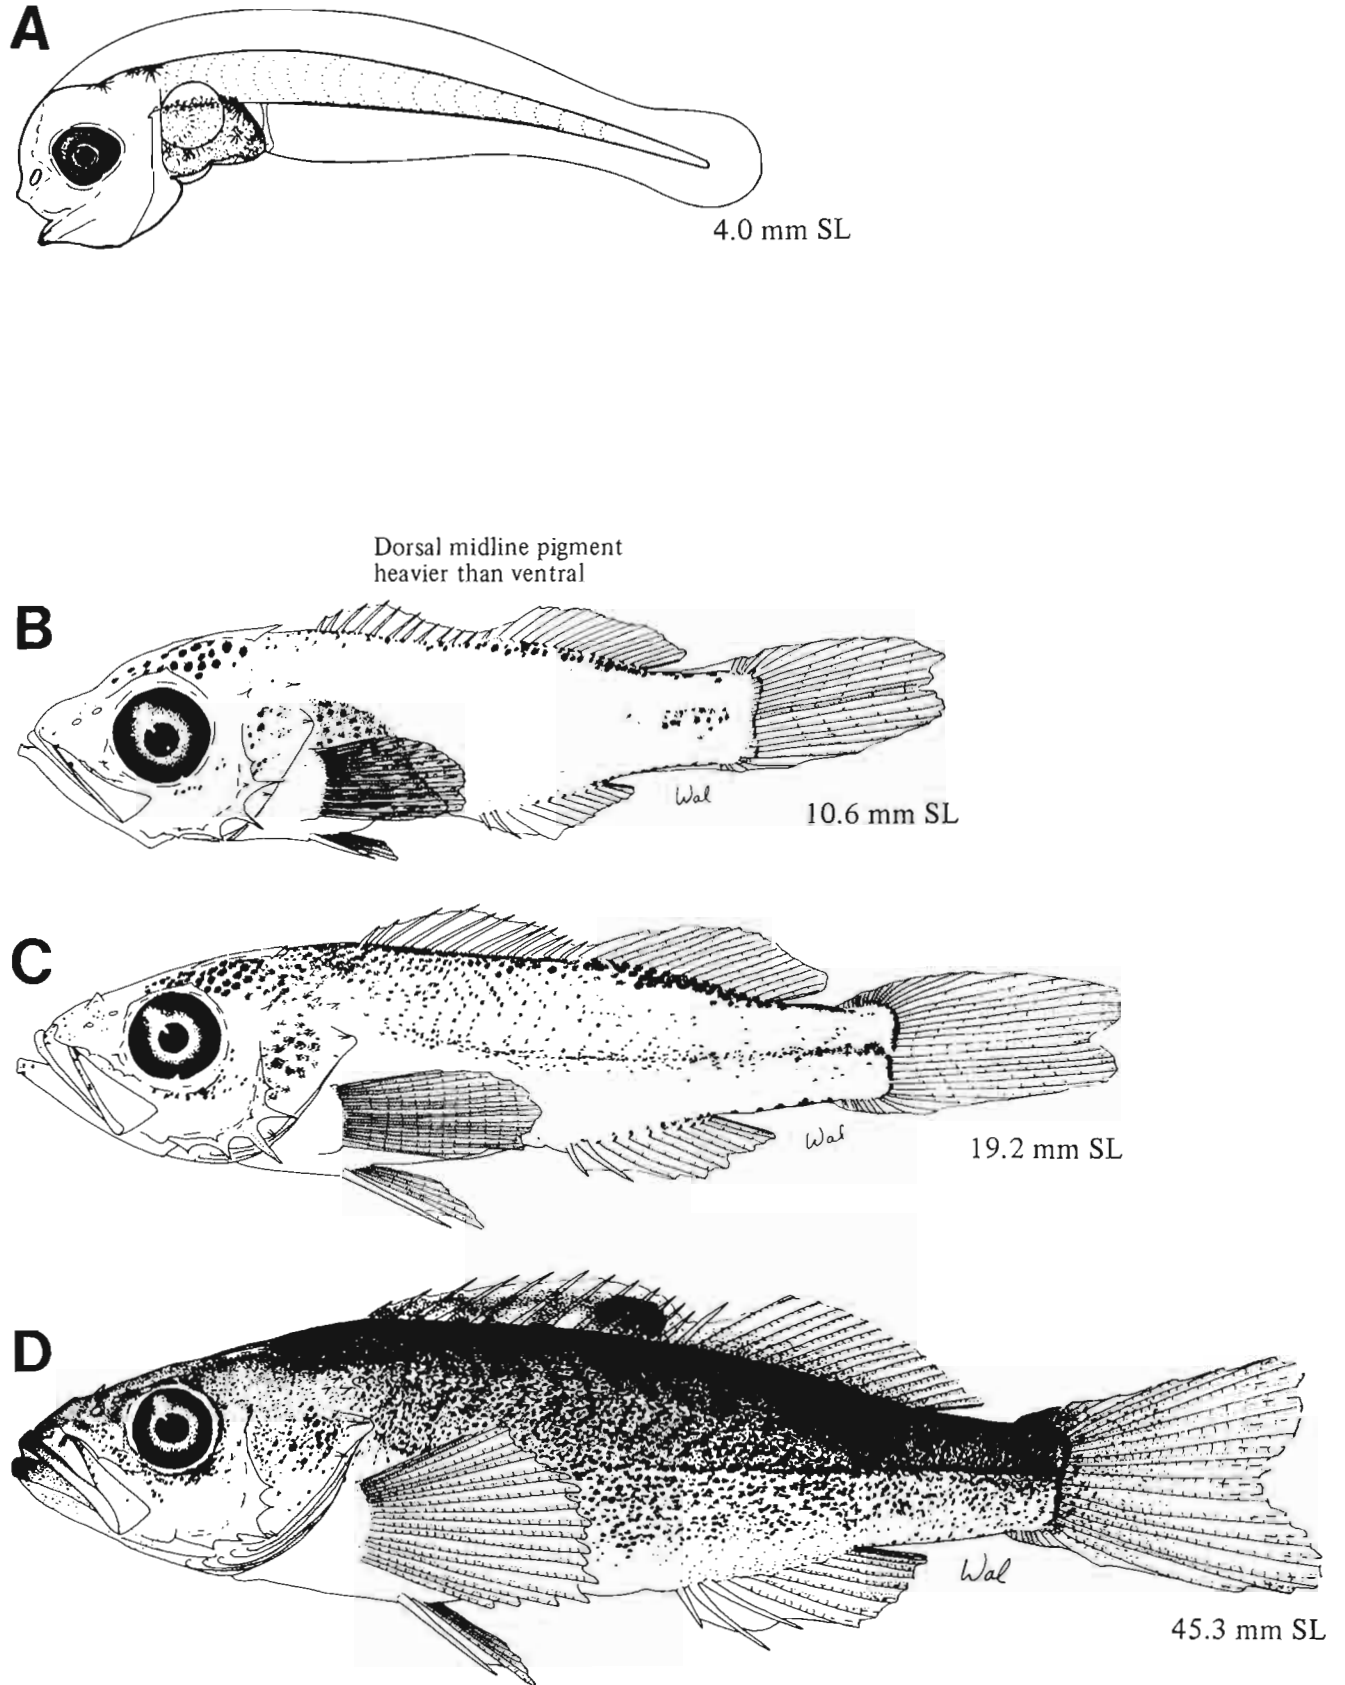 A
4.0 mm SL
Dorsal midline pigment
heavier than ventral
B
Wal
10.6 mm SL
C
Wal
19.2 mm SL
D
Wal
45.3 mm SL